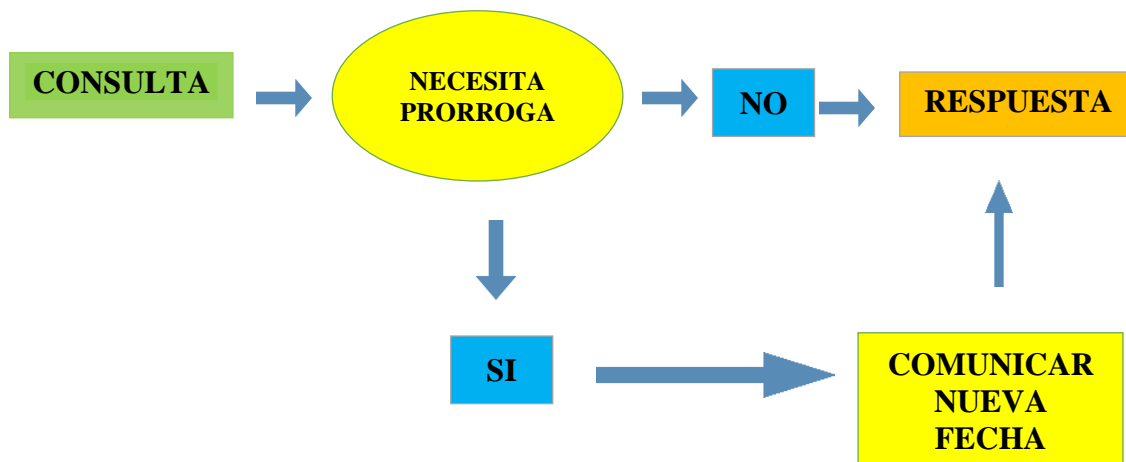 CONSULTA
NECESITA
PRORROGA
NO
RESPUESTA
SI
COMUNICAR
NUEVA
FECHA